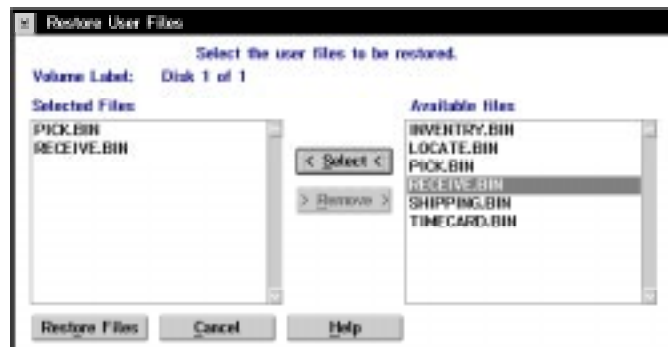 Restore User Files
Select the user files to be restored.
Volume Label: Disk 1 of 1
Selected Files
PICK.BIN
RECEIVE.BIN
< Select <
> Remove >
Available files
INVENTRY.BIN
LOCATE.BIN
PICK.BIN
RECEIVE.BIN
SHIPPING.BIN
TIMECARD.BIN
Restore Files
Cancel
Help